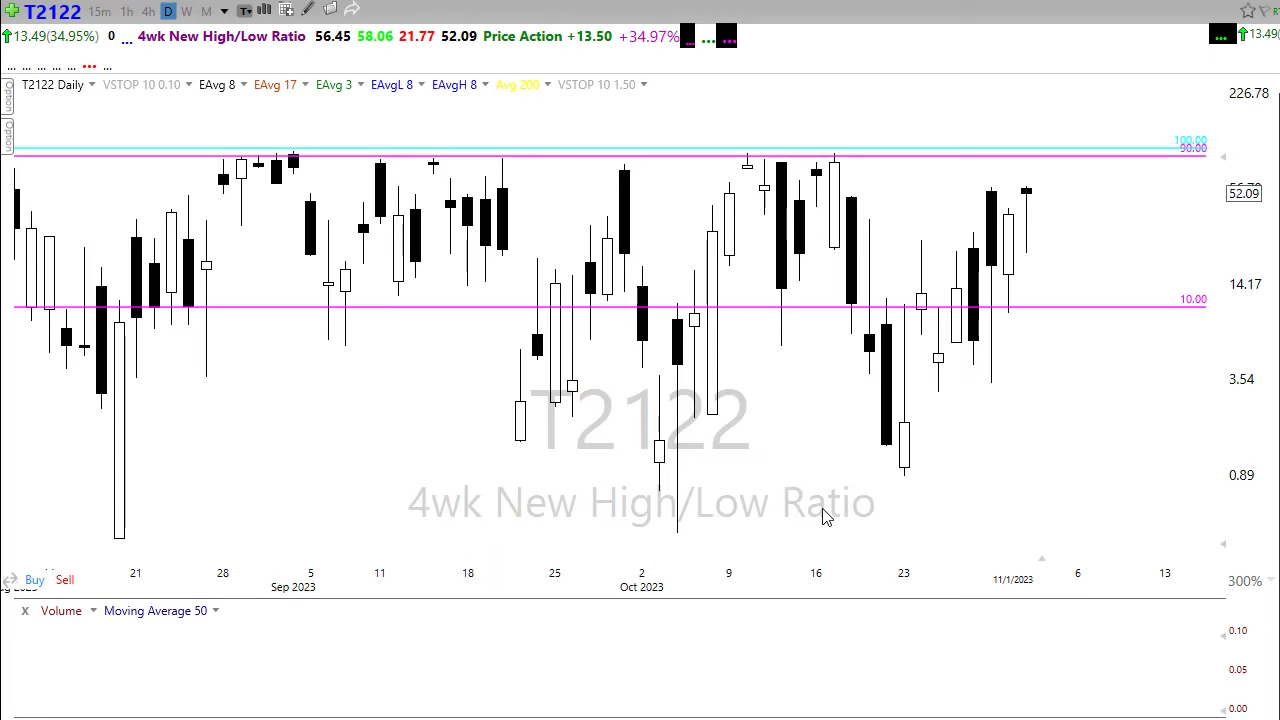 T2122 15m 1h 4h D W M T
13.49(34.95%) 0 ... 4wk New High/Low Ratio 56.45 58.06 21.77 52.09 Price Action +13.50 +34.97% ... ... ... ... 13.49(
... ... ... ... ... ... ...
T2122 Daily VSTOP 10 0.10 EAvg 8 EAvg 17 EAvg 3 EAvgL 8 EAvgH 8 Avg 200 VSTOP 10 1.50
Option
Option
226.78
100.00
90.00
52.09
14.17
10.00
3.54
0.89
T2122
4wk New High/Low Ratio
21 28 5 11 18 25 2 9 16 23 6 13
Buy Sell
Sep 2023 Oct 2023 11/1/2023 300%
x Volume Moving Average 50
0.10
0.05
0.00